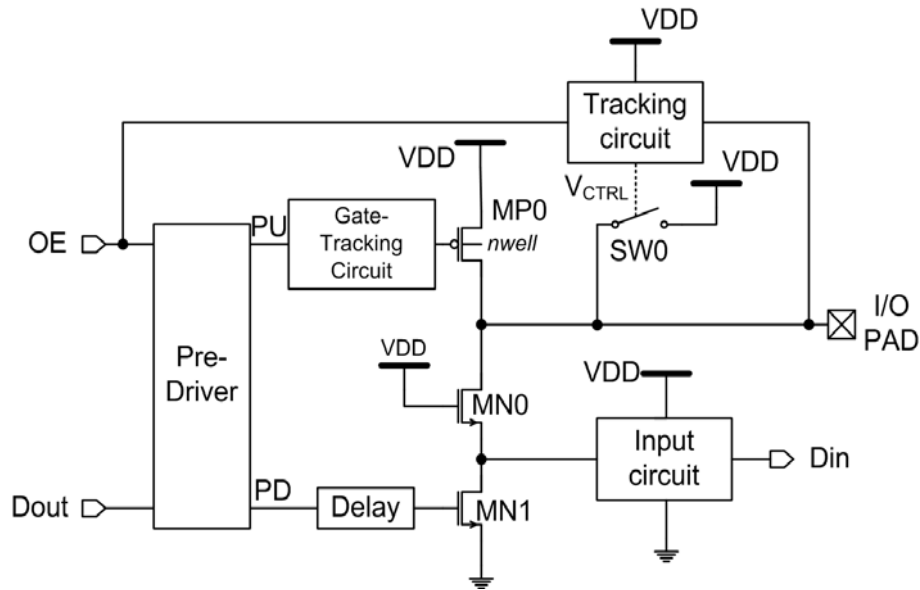 VDD
Tracking
circuit
VDD
VDD
V_CTRL
MP0
PU
Gate-
Tracking
Circuit
nwell
SW0
OE
I/O
PAD
Pre-
Driver
VDD
VDD
MN0
Input
circuit
Din
PD
Dout
Delay
MN1